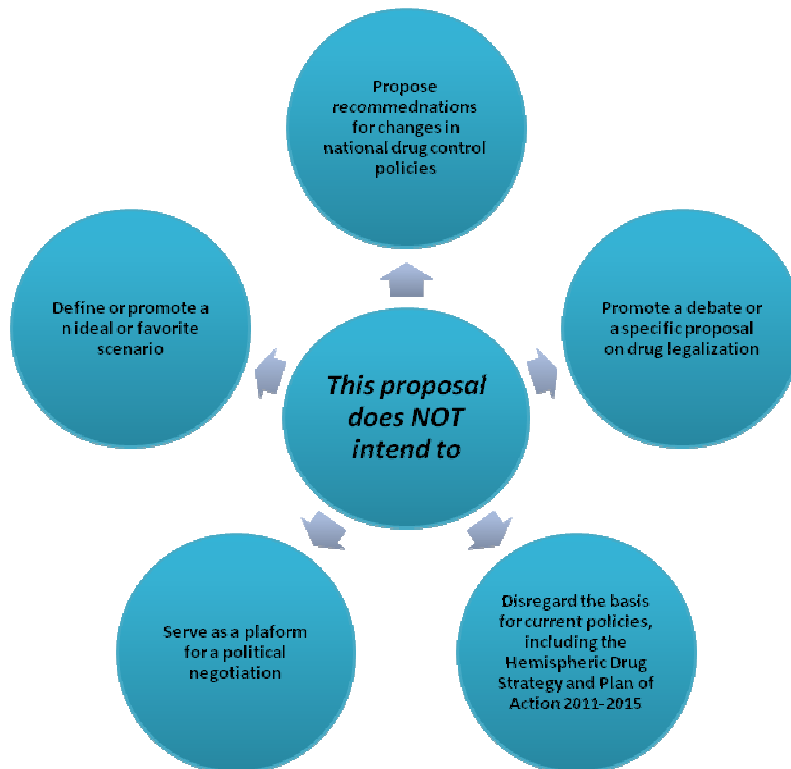 Propose
recommednations
for changes in
national drug control
policies
Define or promote a
n ideal or favorite
scenario
Promote a debate or
a specific proposal
on drug legalization
This proposal
does NOT
intend to
Serve as a plaform
for a political
negotiation
Disregard the basis
for current policies,
including the
Hemispheric Drug
Strategy and Plan of
Action 2011-2015